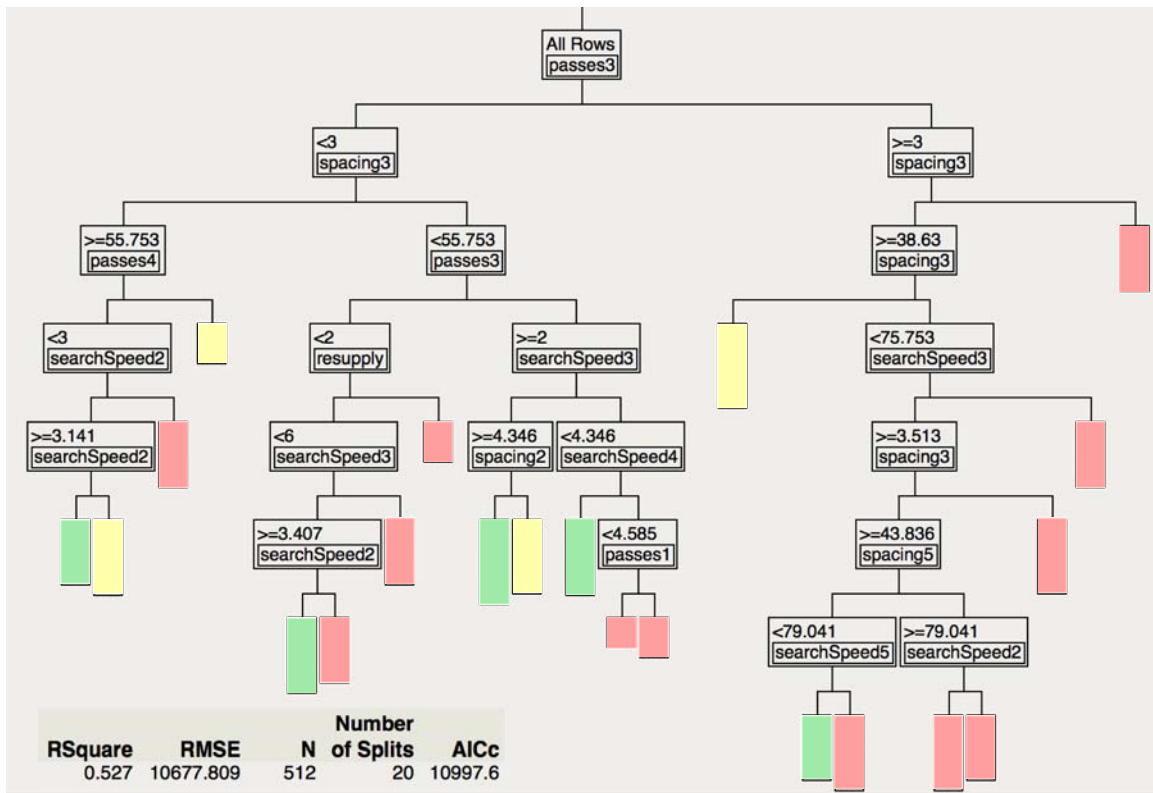 All Rows
passes3
<3
spacing3
>=3
spacing3
>=55.753
passes4
<55.753
passes3
>=38.63
spacing3
<3
searchSpeed2
<2
resupply
>=2
searchSpeed3
<75.753
searchSpeed3
>=3.141
searchSpeed2
<6
searchSpeed3
>=4.346
spacing2
<4.346
searchSpeed4
>=3.513
spacing3
>=3.407
searchSpeed2
<4.585
passes1
>=43.836
spacing5
<79.041
searchSpeed5
>=79.041
searchSpeed2
Number
RSquare RMSE N of Splits AICc
0.527 10677.809 512 20 10997.6